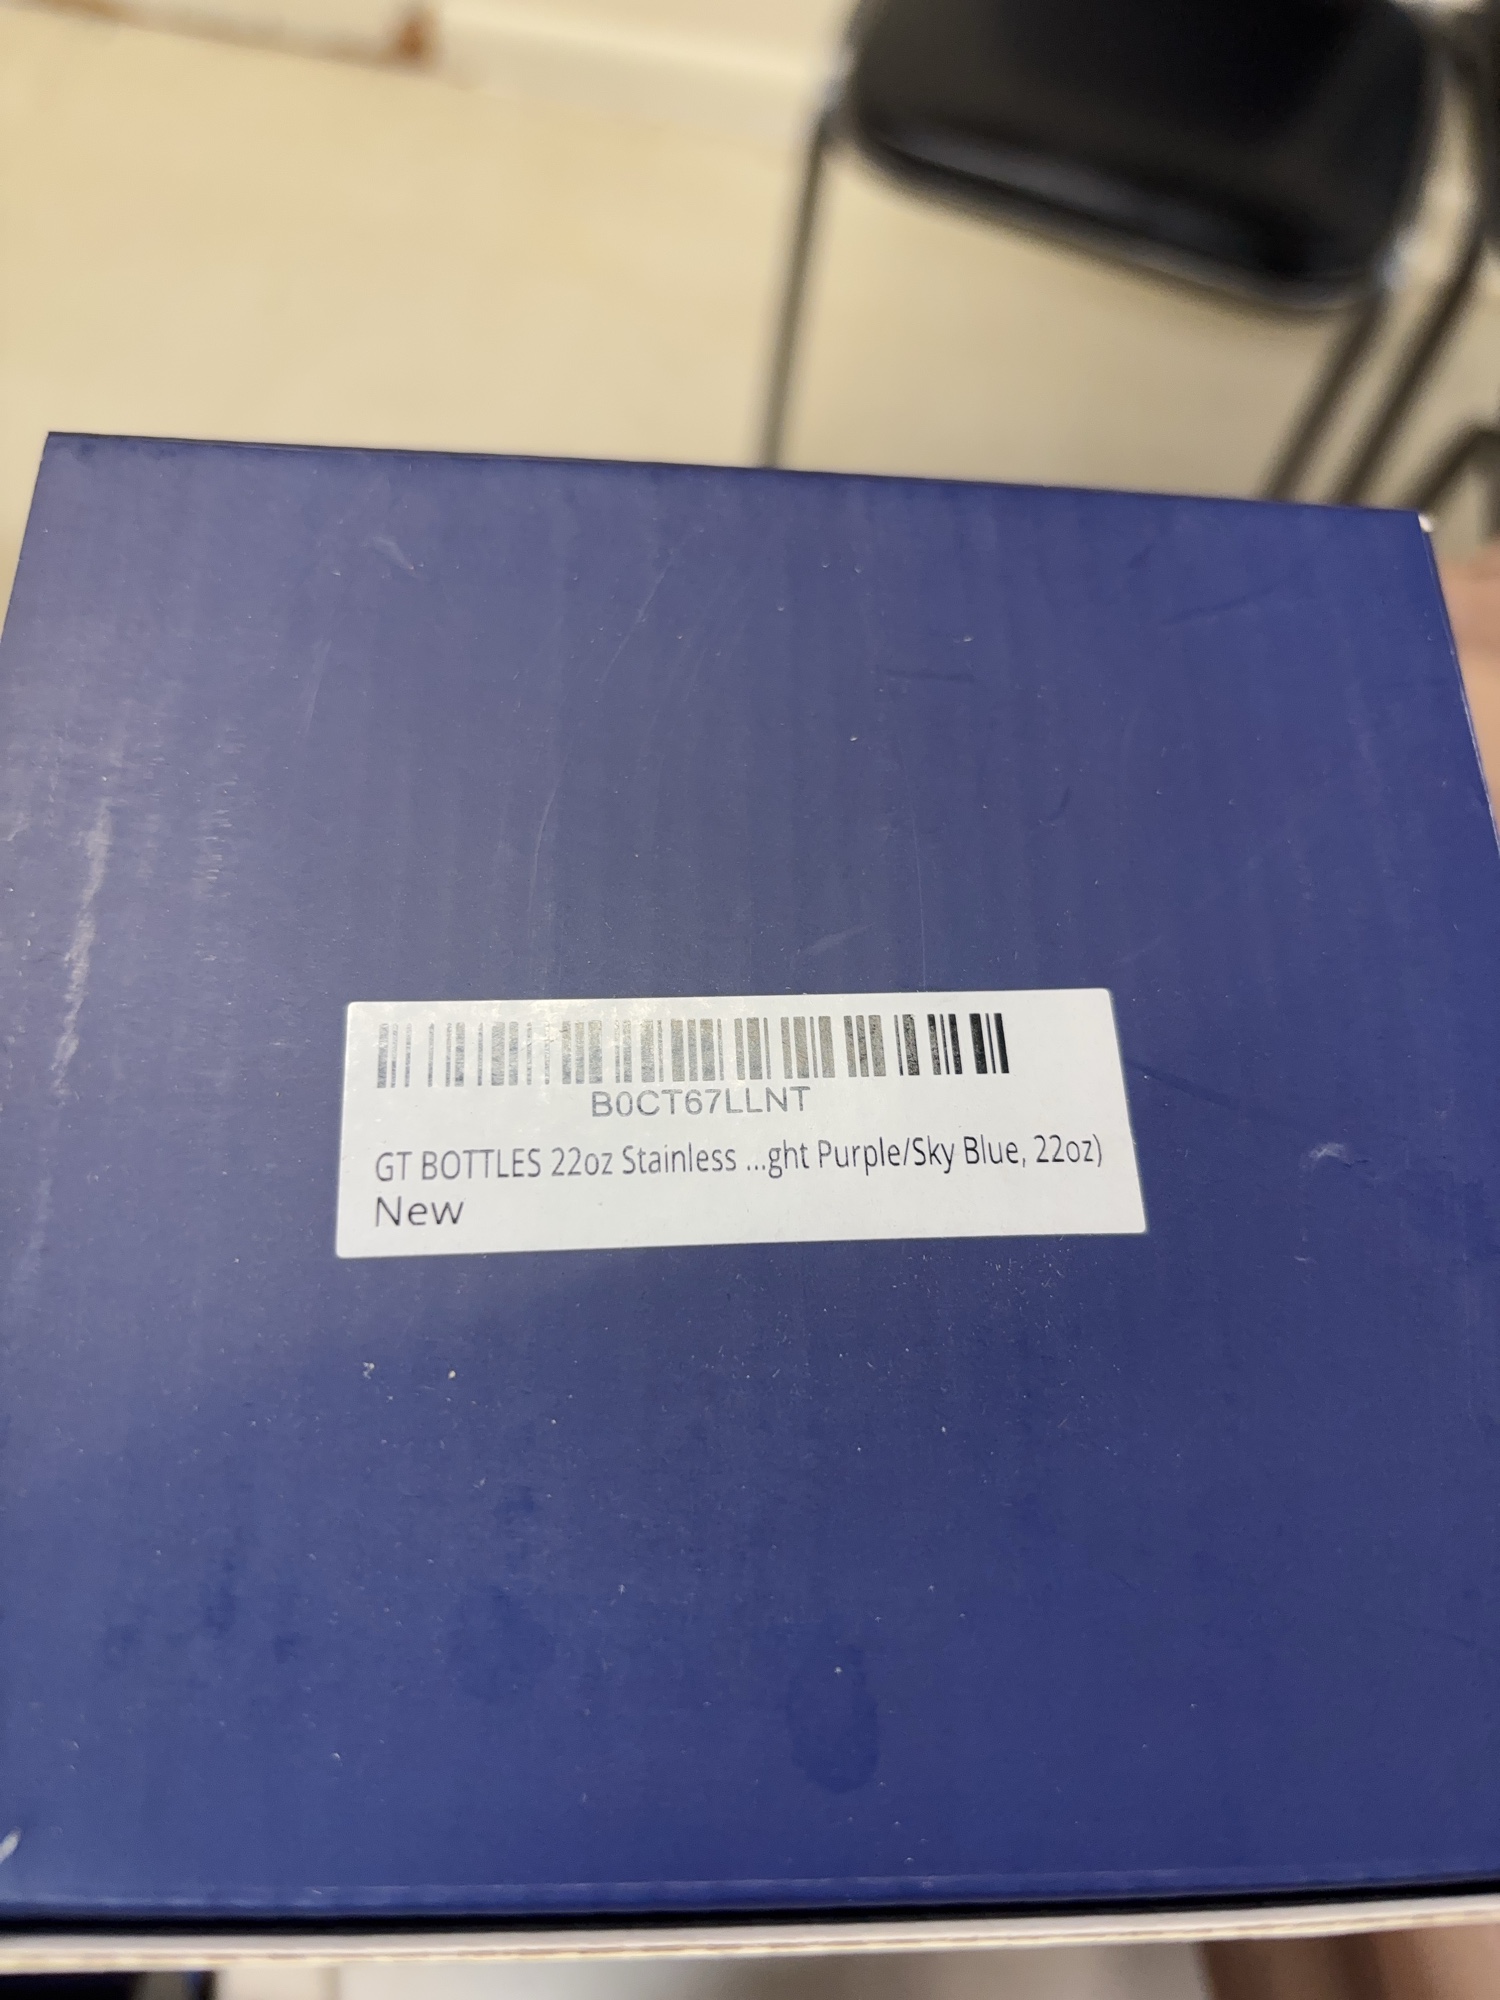 B0CT67LLNT
GT BOTTLES 22oz Stainless ...ght Purple/Sky Blue, 22oz)
New